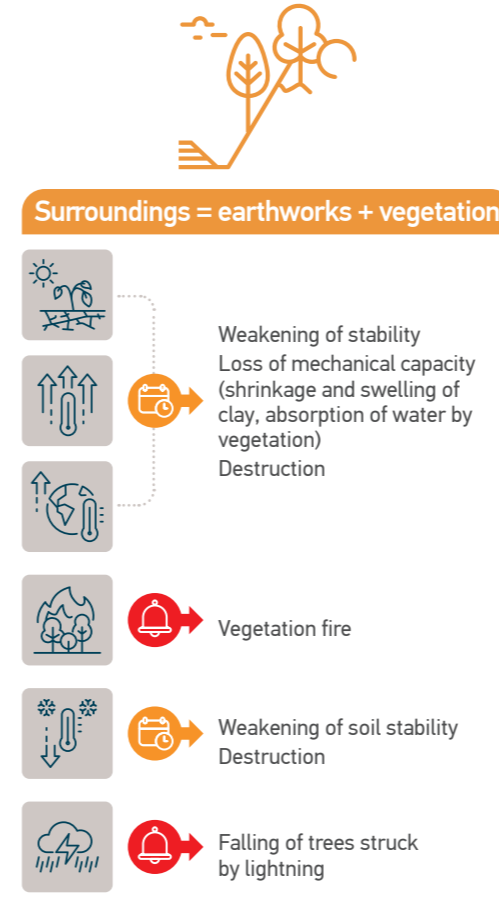 Surroundings = earthworks + vegetation
Weakening of stability
Loss of mechanical capacity
(shrinkage and swelling of
clay, absorption of water by
vegetation)
Destruction
Vegetation fire
Weakening of soil stability
Destruction
Falling of trees struck
by lightning